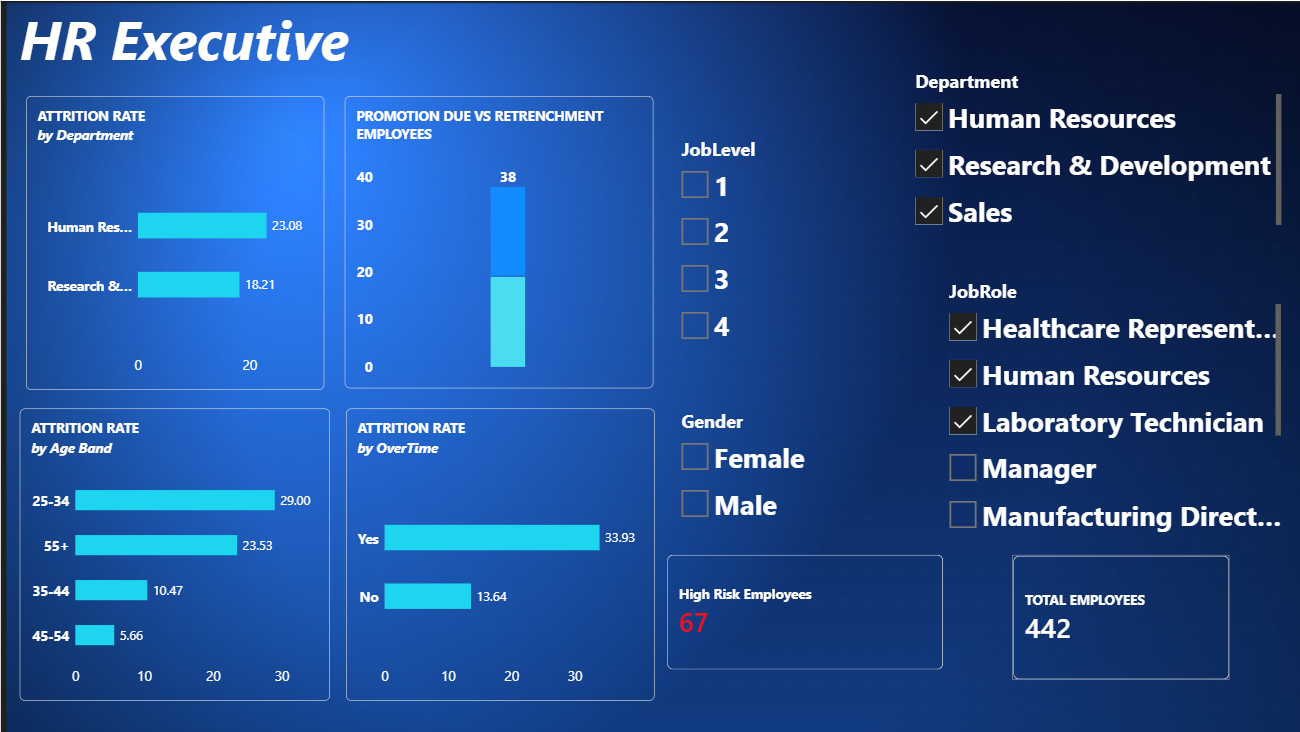 HR Executive
ATTRITION RATE
by Department
Human Res...
23.08
Research &...
18.21
0
20
PROMOTION DUE VS RETRENCHMENT
EMPLOYEES
40
38
30
20
10
0
JobLevel
1
2
3
4
Department
Human Resources
Research & Development
Sales
JobRole
Healthcare Represent...
Human Resources
Laboratory Technician
Manager
Manufacturing Direct...
ATTRITION RATE
by Age Band
25-34
29.00
55+
23.53
35-44
10.47
45-54
5.66
0 10 20 30
ATTRITION RATE
by OverTime
Yes
33.93
No
13.64
0 10 20 30
Gender
Female
Male
High Risk Employees
67
TOTAL EMPLOYEES
442